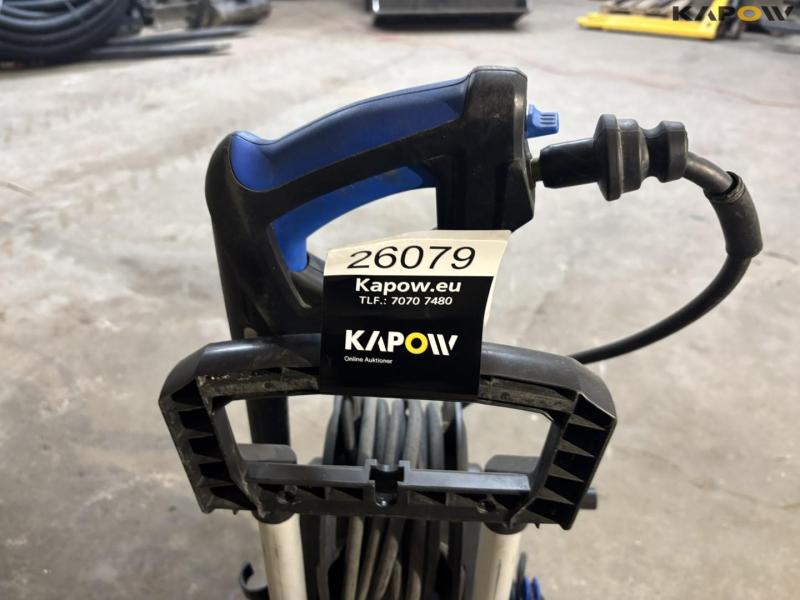 KAPOW
26079
Kapow.eu
TLF.: 7070 7480
KAPOW
Online Auktioner